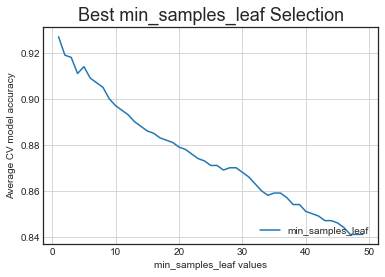 Best min_samples_leaf Selection
Average CV model accuracy
0.92
0.90
0.88
0.86
0.84
min_samples_leaf
0 10 20 30 40 50
min_samples_leaf values